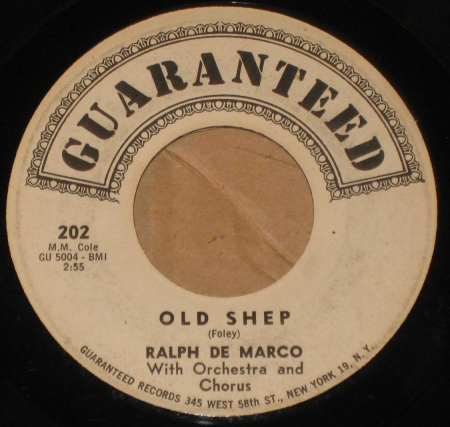 GUARANTEED
202
M.M. Cole
GU 5004 - BMI
2:55
OLD SHEP
(Foley)
RALPH DE MARCO
With Orchestra and
Chorus
GUARANTEED RECORDS 345 WEST 58th ST., NEW YORK 19, N. Y.